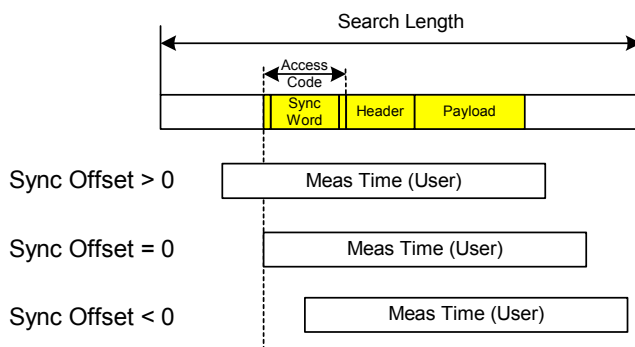 Search Length
Access
Code
Sync
Word
Header
Payload
Sync Offset > 0
Meas Time (User)
Sync Offset = 0
Meas Time (User)
Sync Offset < 0
Meas Time (User)